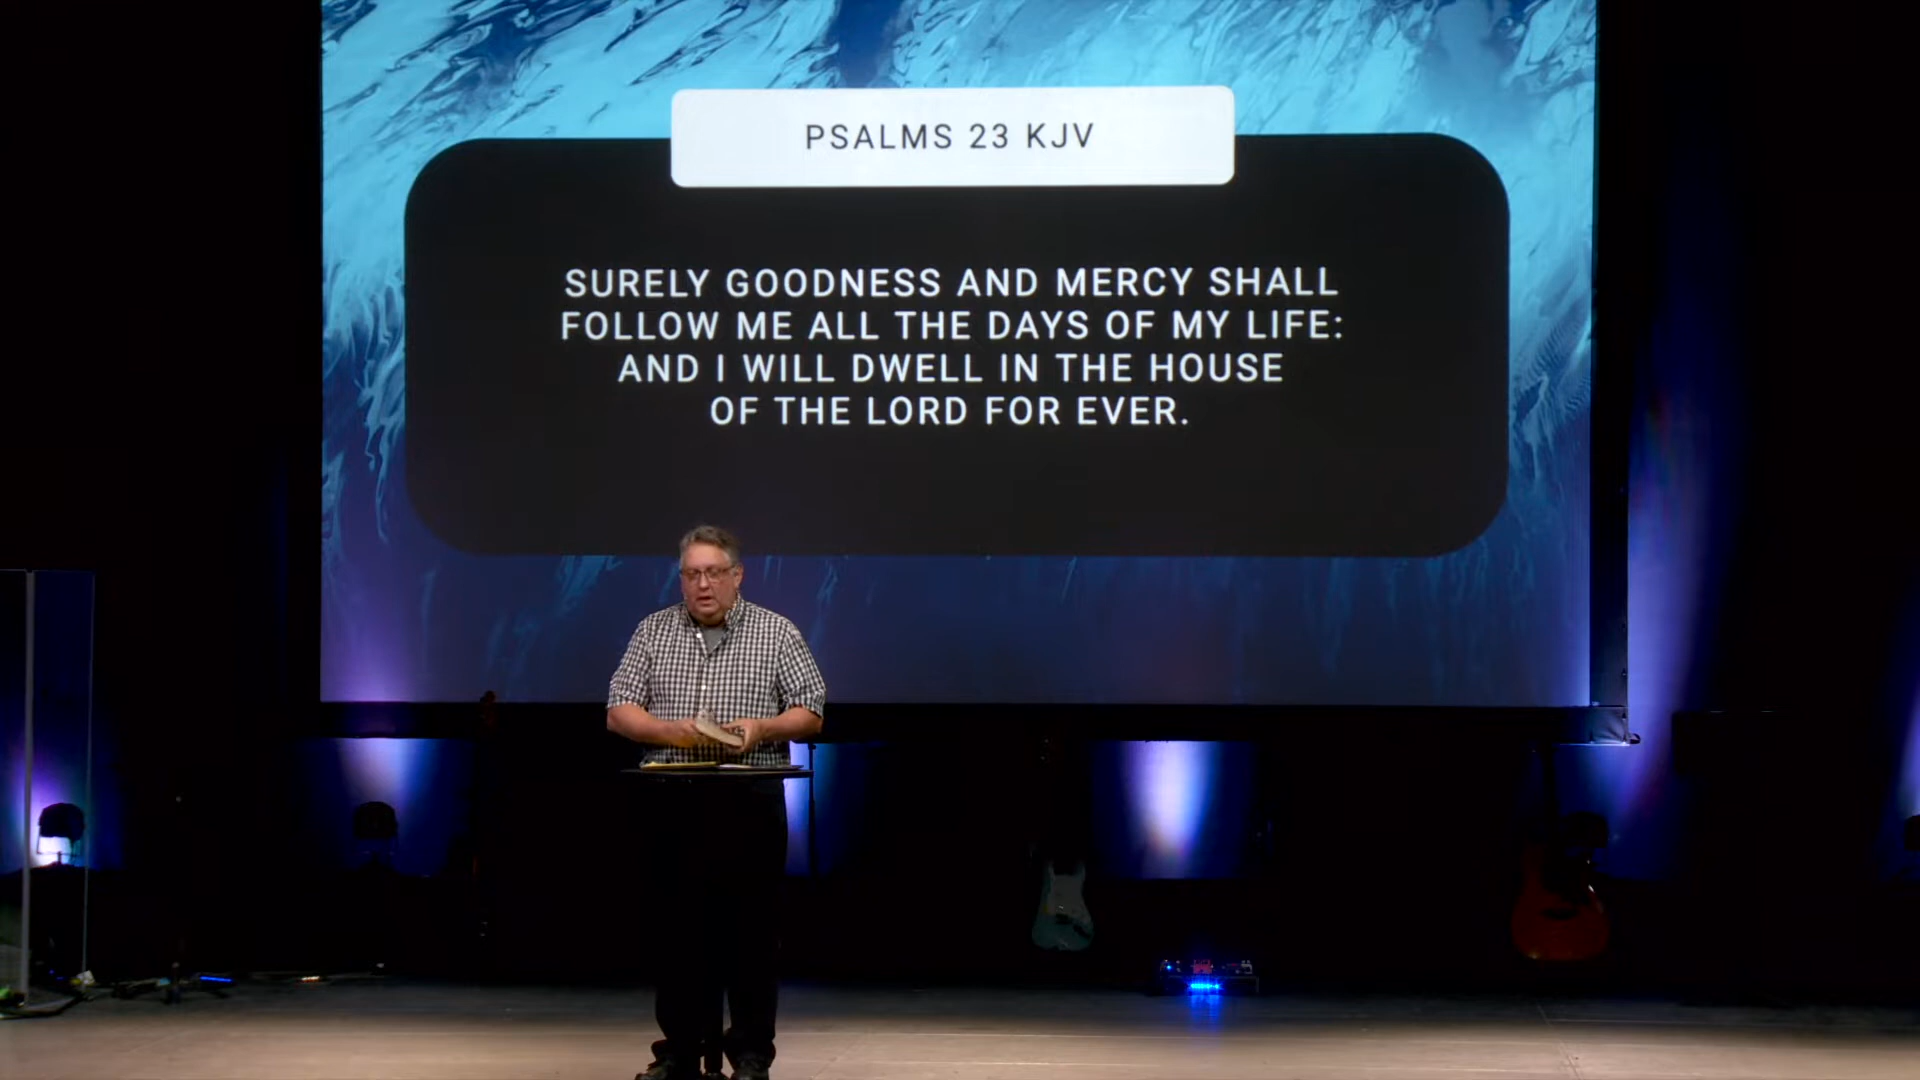 PSALMS 23 KJV
SURELY GOODNESS AND MERCY SHALL
FOLLOW ME ALL THE DAYS OF MY LIFE:
AND I WILL DWELL IN THE HOUSE
OF THE LORD FOR EVER.